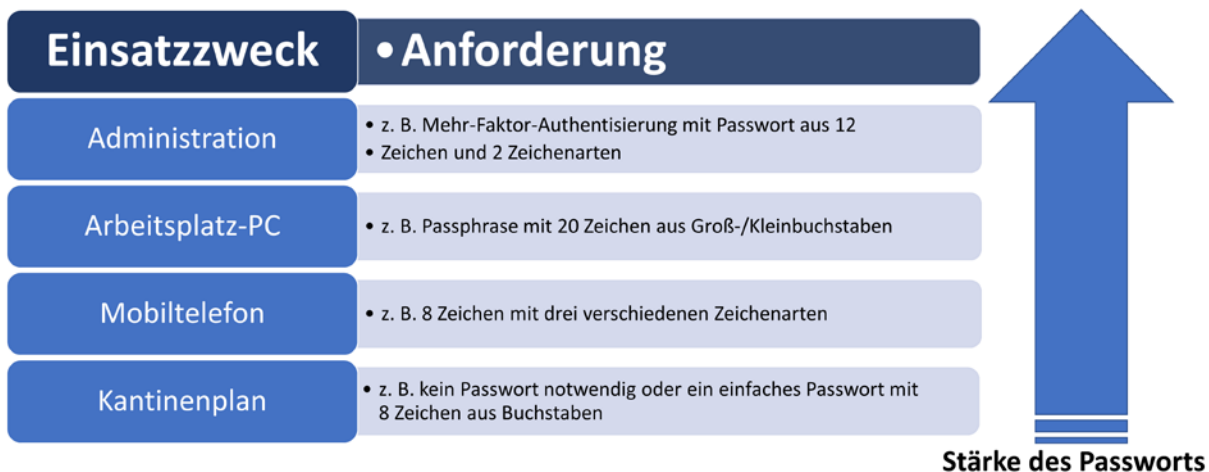 Einsatzzweck
• Anforderung
Administration
• z. B. Mehr-Faktor-Authentisierung mit Passwort aus 12
• Zeichen und 2 Zeichenarten
Arbeitsplatz-PC
• z. B. Passphrase mit 20 Zeichen aus Groß-/Kleinbuchstaben
Mobiltelefon
• z. B. 8 Zeichen mit drei verschiedenen Zeichenarten
Kantinenplan
• z. B. kein Passwort notwendig oder ein einfaches Passwort mit
8 Zeichen aus Buchstaben
Stärke des Passworts